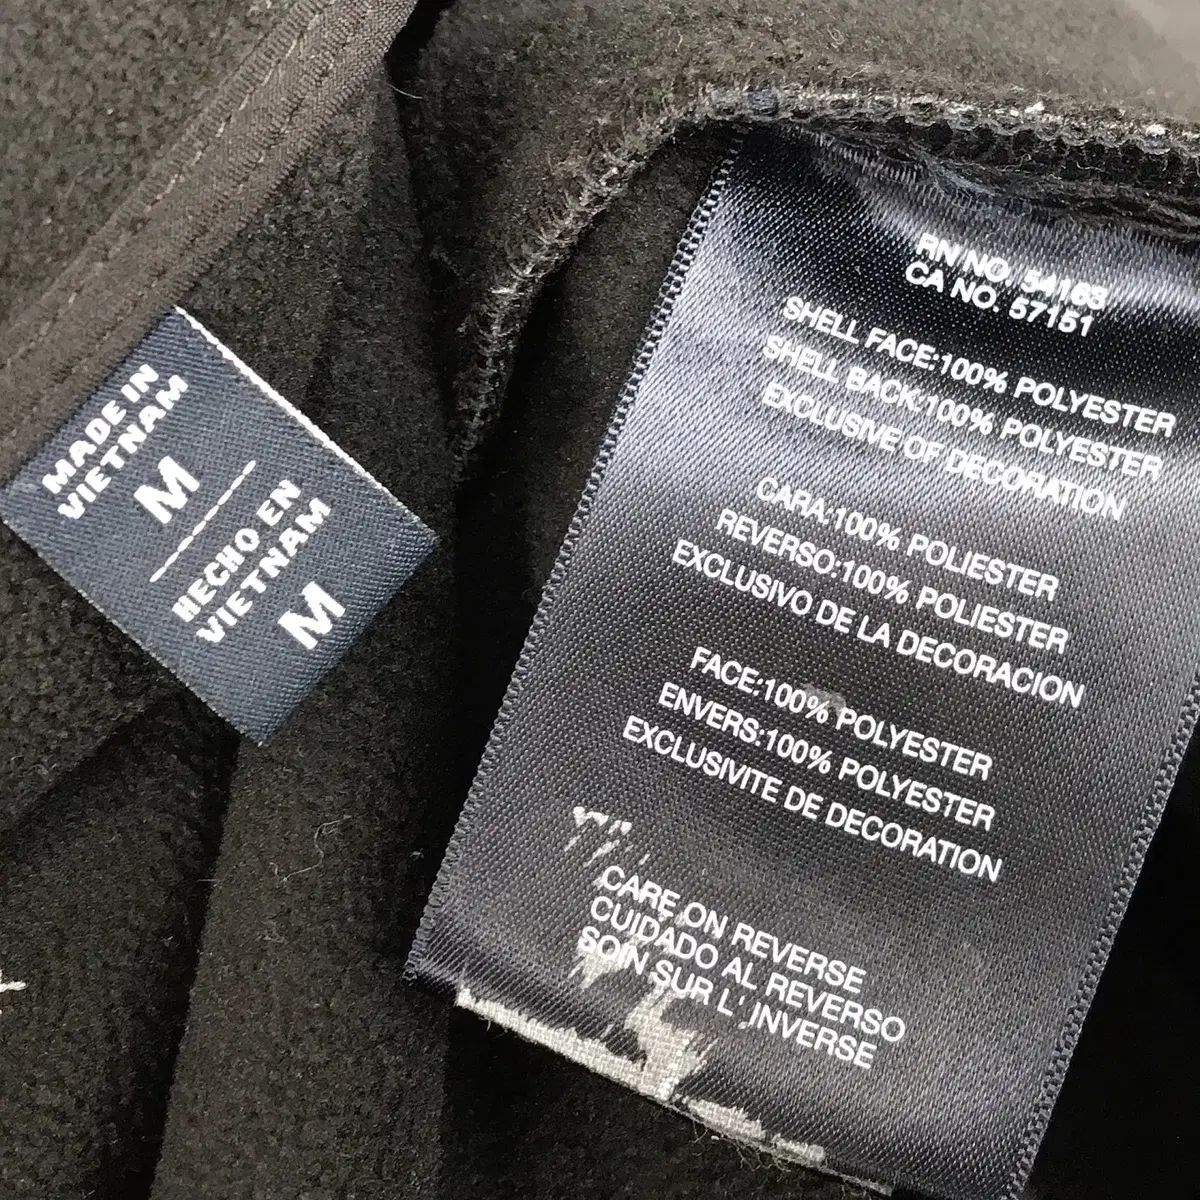 MADE IN
VIETNAM
M
HECHO EN
VIETNAM
M
RN NO. 54163
CA NO. 57151
SHELL FACE:100% POLYESTER
SHELL BACK:100% POLYESTER
EXCLUSIVE OF DECORATION
CARA:100% POLIESTER
REVERSO:100% POLIESTER
EXCLUSIVO DE LA DECORACION
FACE:100% POLYESTER
ENVERS:100% POLYESTER
EXCLUSIVITE DE DECORATION
CARE ON REVERSE
CUIDADO AL REVERSO
SOIN SUR L' INVERSE